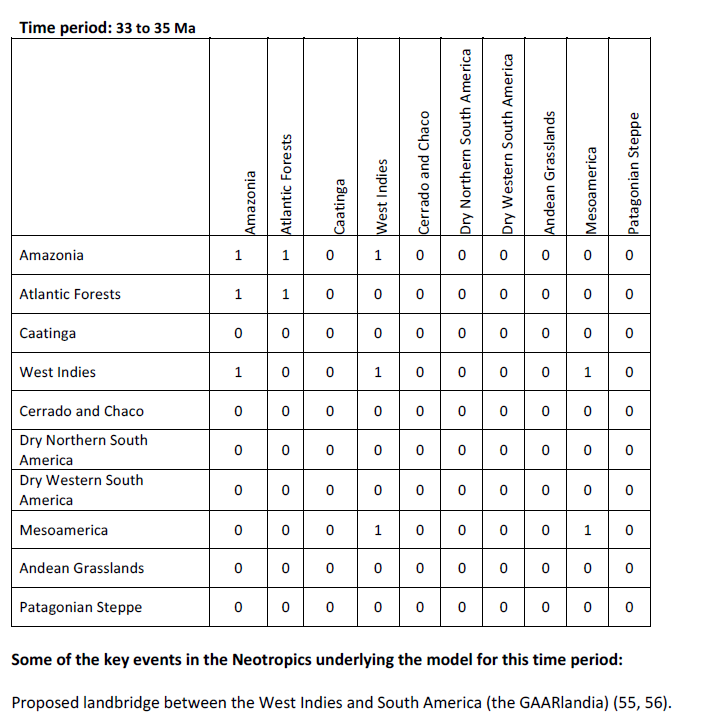 Time period: 33 to 35 Ma
Amazonia Atlantic Forests Caatinga West Indies Cerrado and Chaco Dry Northern South America Dry Western South America Andean Grasslands Mesoamerica Patagonian Steppe
Amazonia 1 1 0 1 0 0 0 0 0 0
Atlantic Forests 1 1 0 0 0 0 0 0 0 0
Caatinga 0 0 0 0 0 0 0 0 0 0
West Indies 1 0 0 1 0 0 0 0 1 0
Cerrado and Chaco 0 0 0 0 0 0 0 0 0 0
Dry Northern South
America 0 0 0 0 0 0 0 0 0 0
Dry Western South
America 0 0 0 0 0 0 0 0 0 0
Mesoamerica 0 0 0 1 0 0 0 0 1 0
Andean Grasslands 0 0 0 0 0 0 0 0 0 0
Patagonian Steppe 0 0 0 0 0 0 0 0 0 0
Some of the key events in the Neotropics underlying the model for this time period:
Proposed landbridge between the West Indies and South America (the GAARlandia) (55, 56).